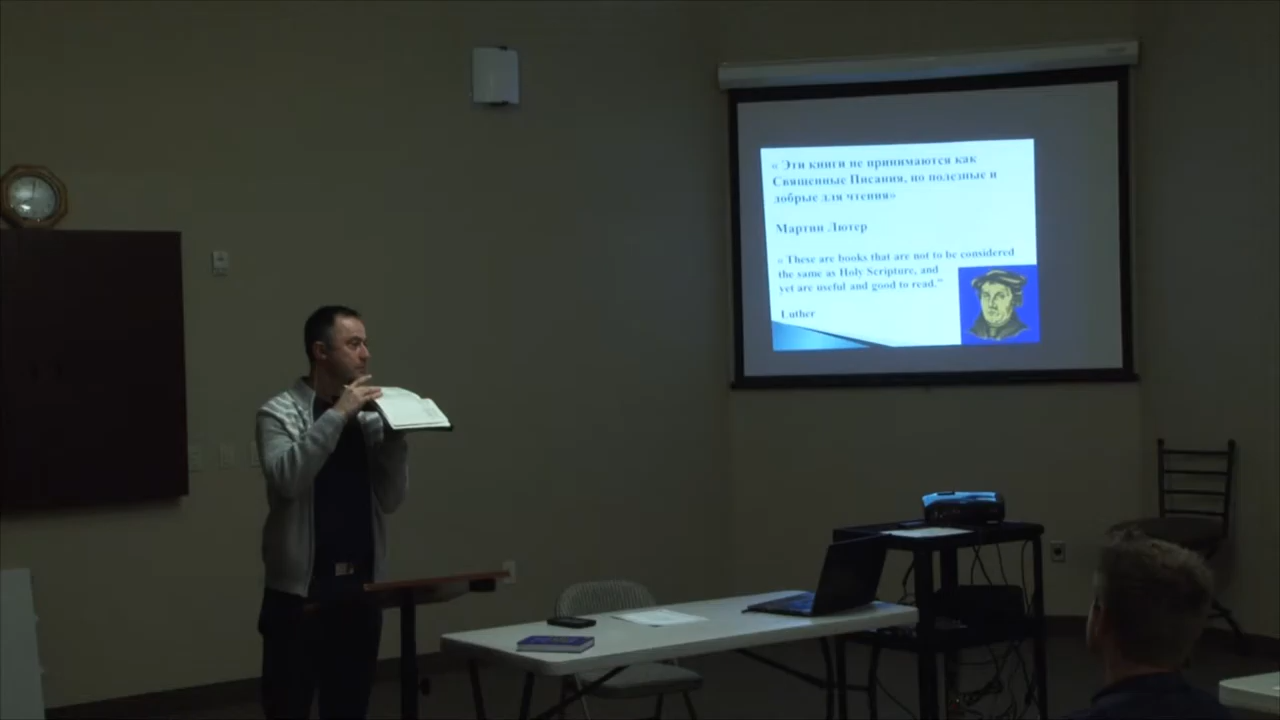 « Эти книги не принимаются как
Священные Писания, но полезные и
добрые для чтения»
Мартин Лютер
« These are books that are not to be considered
the same as Holy Scripture, and
yet are useful and good to read."
Luther